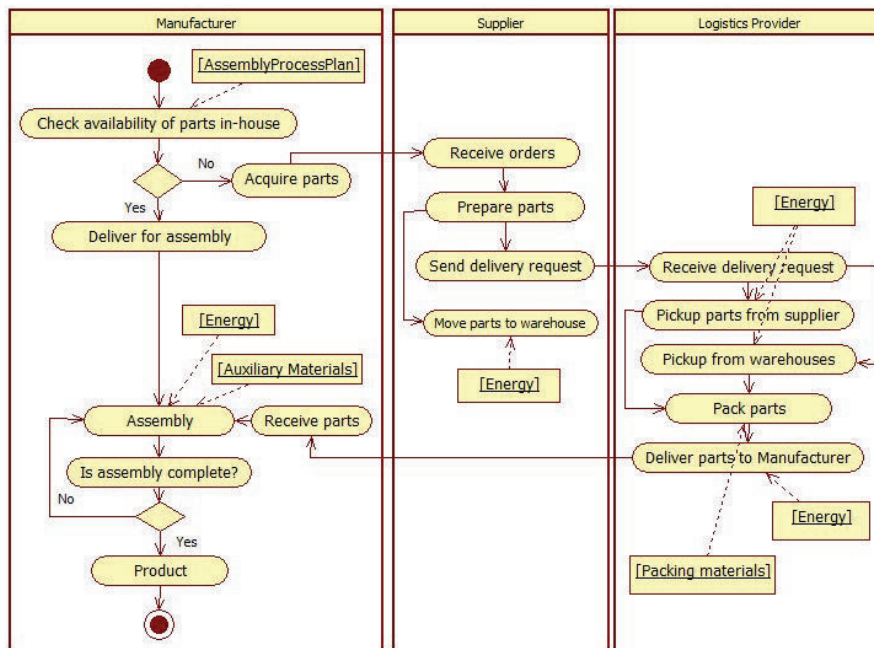 Manufacturer
Supplier
Logistics Provider
[AssemblyProcessPlan]
Check availability of parts in-house
No
Acquire parts
Yes
Deliver for assembly
[Energy]
[Auxiliary Materials]
Assembly
Receive parts
Is assembly complete?
No
Yes
Product
Receive orders
Prepare parts
Send delivery request
Move parts to warehouse
[Energy]
[Energy]
Receive delivery request
Pickup parts from supplier
Pickup from warehouses
Pack parts
Deliver parts to Manufacturer
[Energy]
[Packing materials]